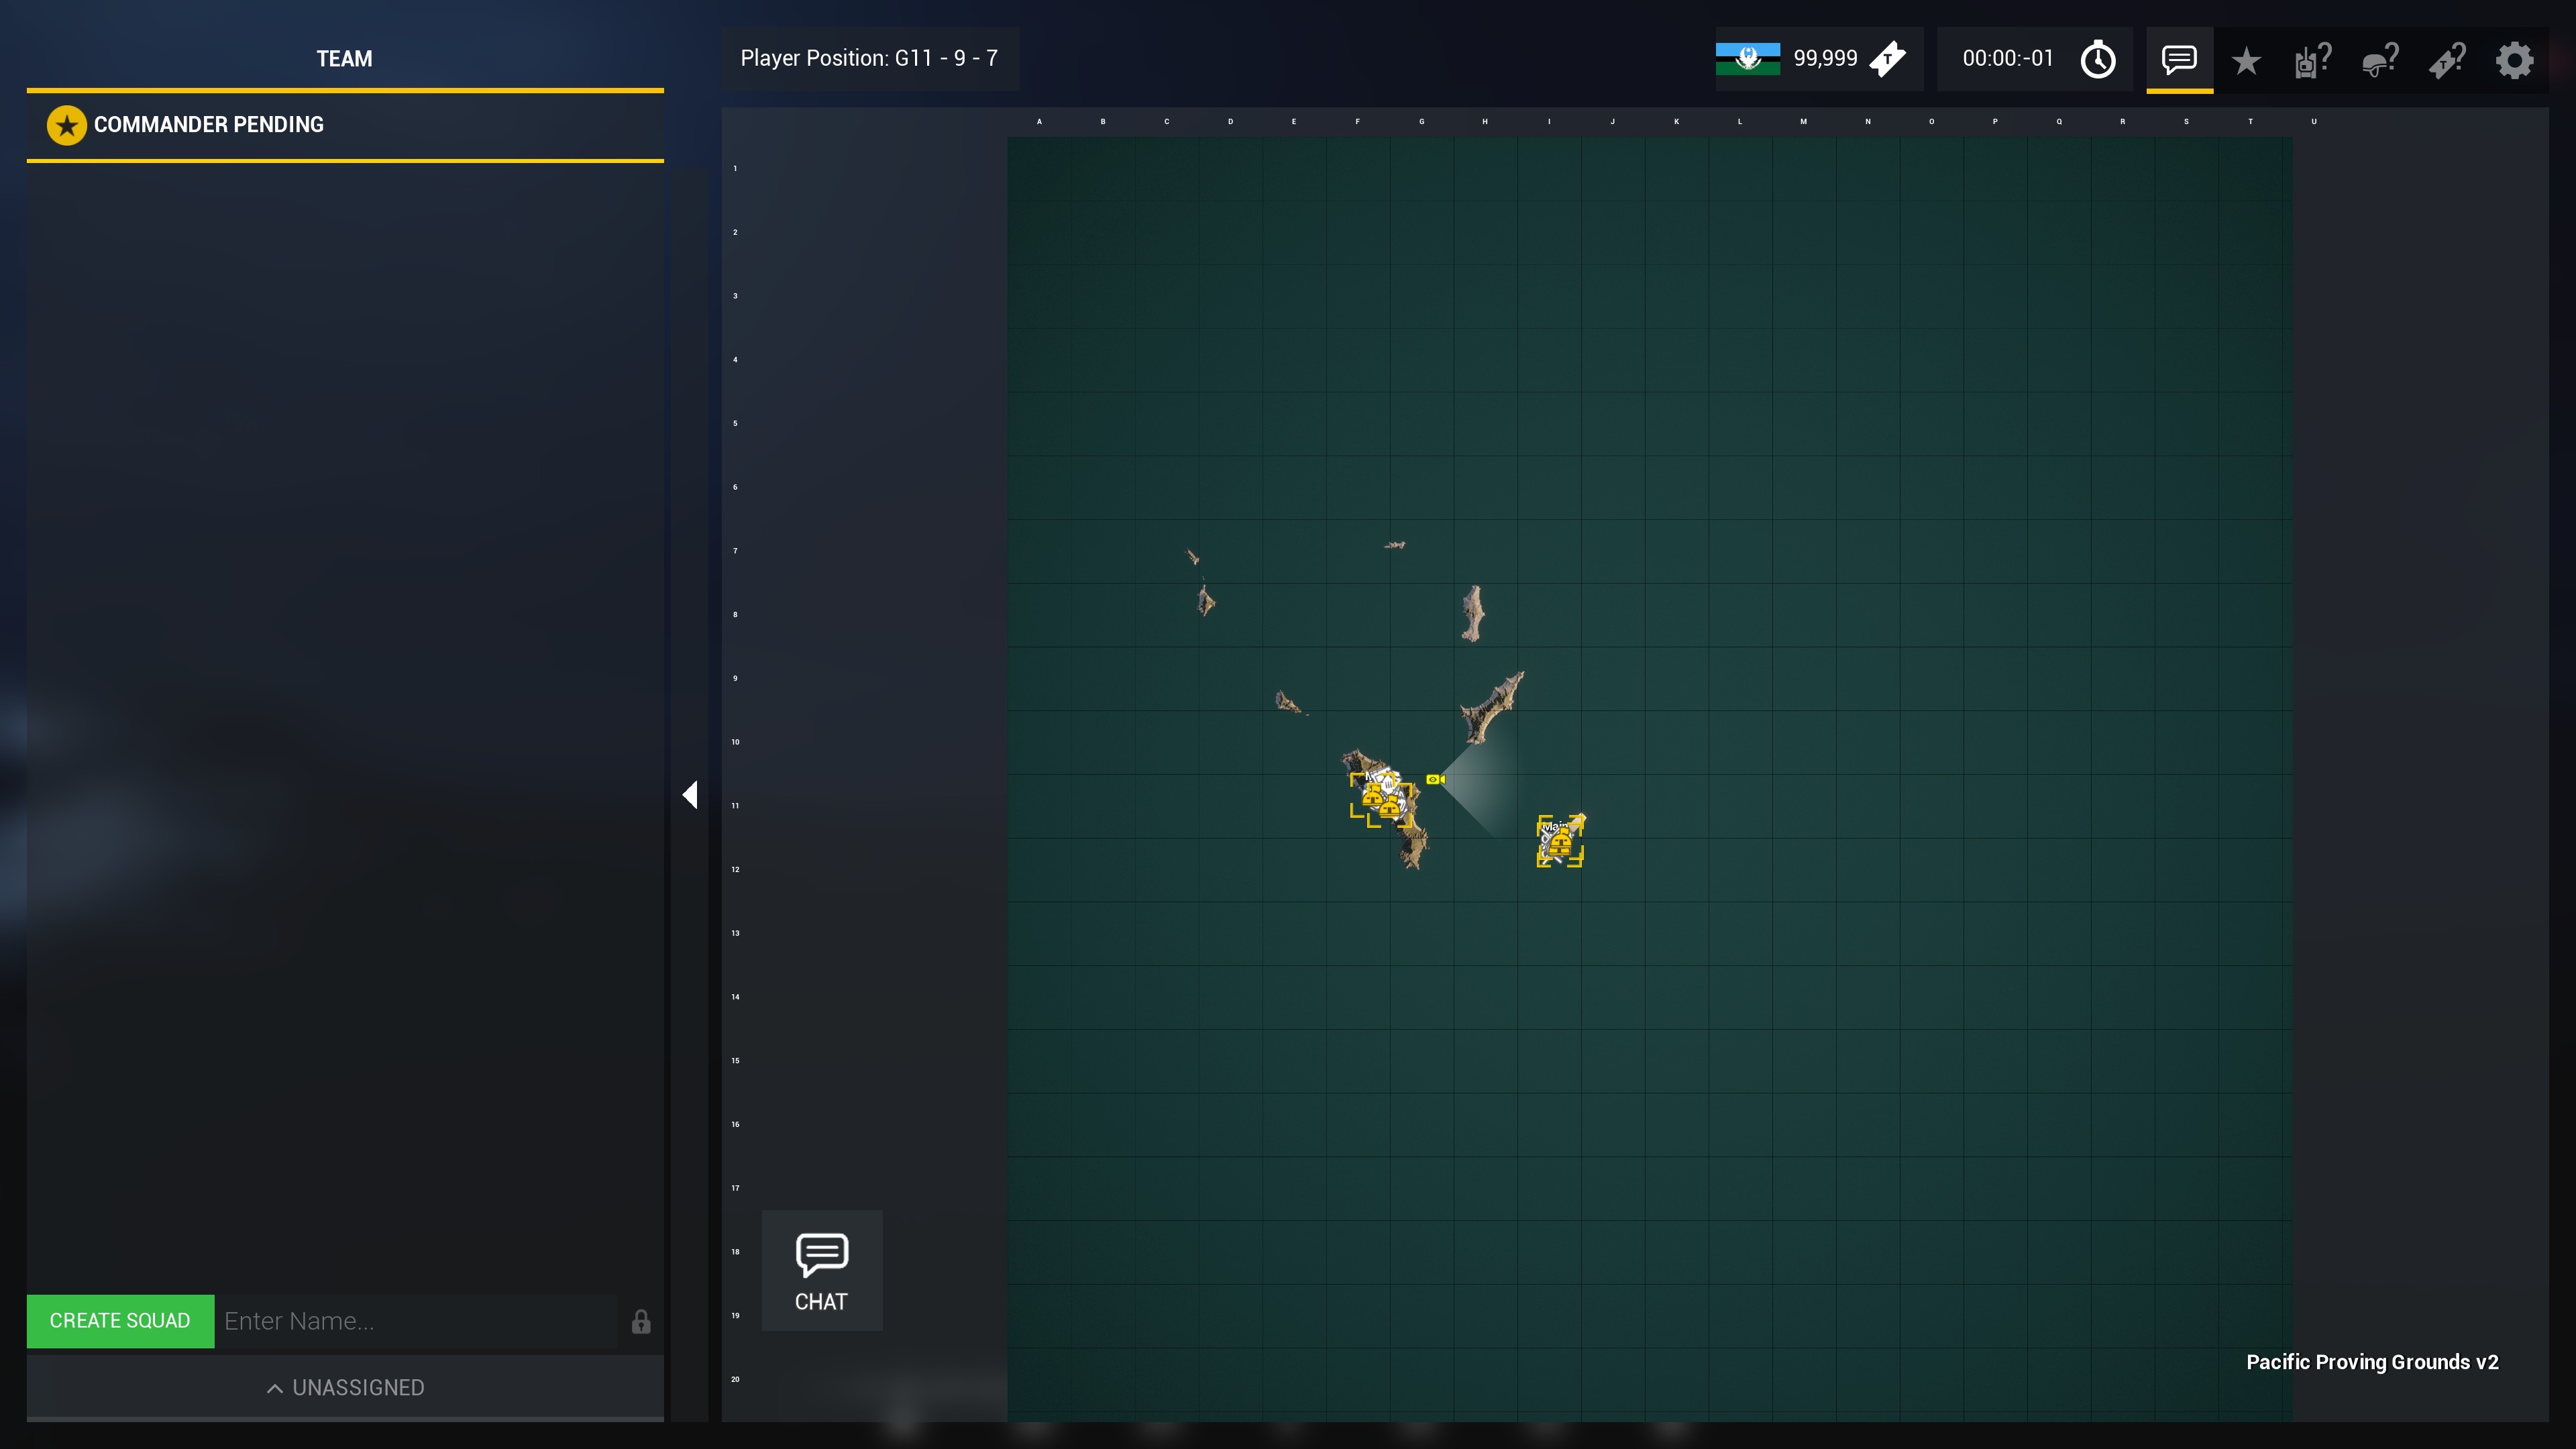 TEAM
COMMANDER PENDING
Player Position: G11 - 9 - 7
99,999
T
00:00:-01
?
?
T?
A B C D E F G H I J K L M N O P Q R S T U
1
2
3
4
5
6
7
8
9
10
11
12
13
14
15
16
17
18
19
20
Main
CHAT
CREATE SQUAD
Enter Name...
UNASSIGNED
Pacific Proving Grounds v2